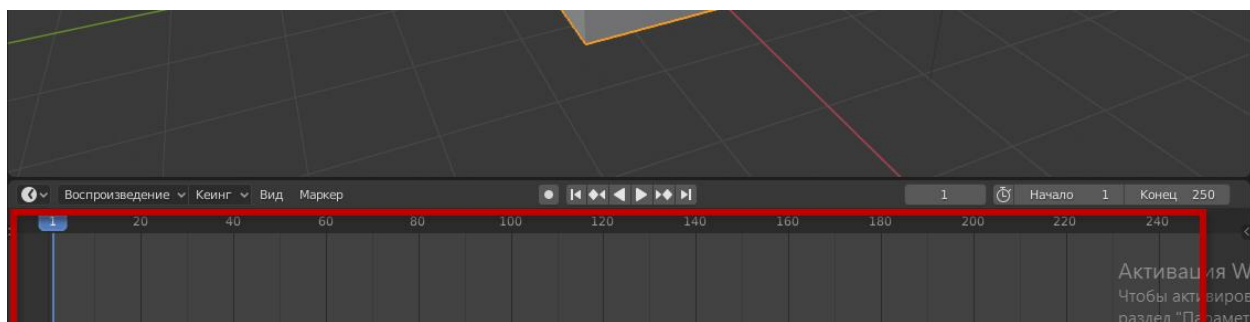 Воспроизведение Кеинг Вид Маркер 1 Начало 1 Конец 250
1 20 40 60 80 100 120 140 160 180 200 220 240
Активация W
Чтобы активиров
раздел "Парамет